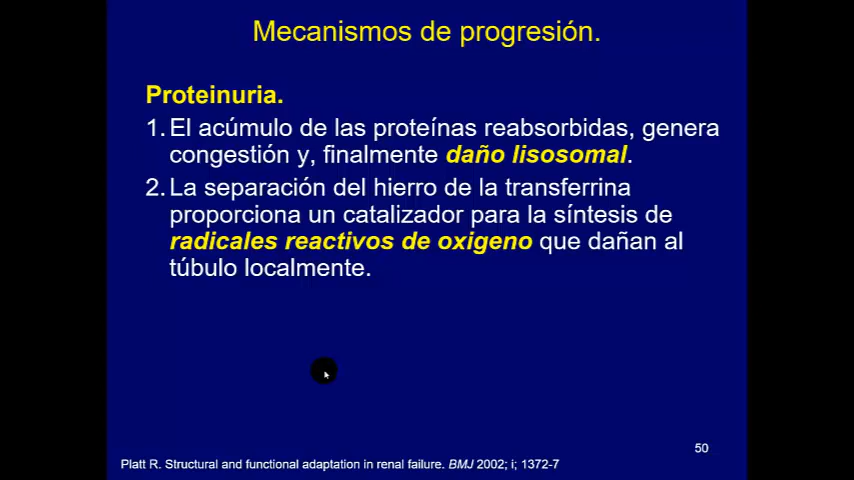 Mecanismos de progresión.
Proteinuria.
1. El acúmulo de las proteínas reabsorbidas, genera
congestión y, finalmente daño lisosomal.
2. La separación del hierro de la transferrina
proporciona un catalizador para la síntesis de
radicales reactivos de oxigeno que dañan al
túbulo localmente.
50
Platt R. Structural and functional adaptation in renal failure. BMJ 2002; i; 1372-7